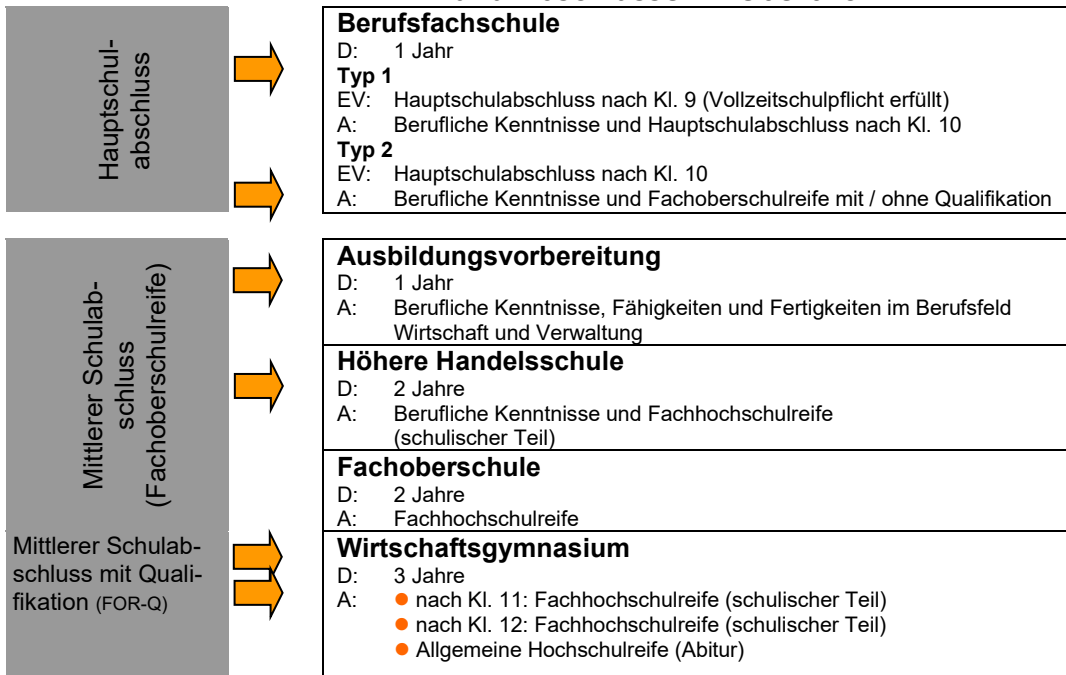 Hauptschul-
abschluss
Berufsfachschule
D: 1 Jahr
Typ 1
EV: Hauptschulabschluss nach Kl. 9 (Vollzeitschulpflicht erfüllt)
A: Berufliche Kenntnisse und Hauptschulabschluss nach Kl. 10
Typ 2
EV: Hauptschulabschluss nach Kl. 10
A: Berufliche Kenntnisse und Fachoberschulreife mit / ohne Qualifikation
Mittlerer Schulab-
schluss
(Fachoberschulreife)
Ausbildungsvorbereitung
D: 1 Jahr
A: Berufliche Kenntnisse, Fähigkeiten und Fertigkeiten im Berufsfeld
Wirtschaft und Verwaltung
Höhere Handelsschule
D: 2 Jahre
A: Berufliche Kenntnisse und Fachhochschulreife
(schulischer Teil)
Fachoberschule
D: 2 Jahre
A: Fachhochschulreife
Mittlerer Schulab-
schluss mit Quali-
fikation (FOR-Q)
Wirtschaftsgymnasium
D: 3 Jahre
A: ● nach Kl. 11: Fachhochschulreife (schulischer Teil)
● nach Kl. 12: Fachhochschulreife (schulischer Teil)
● Allgemeine Hochschulreife (Abitur)